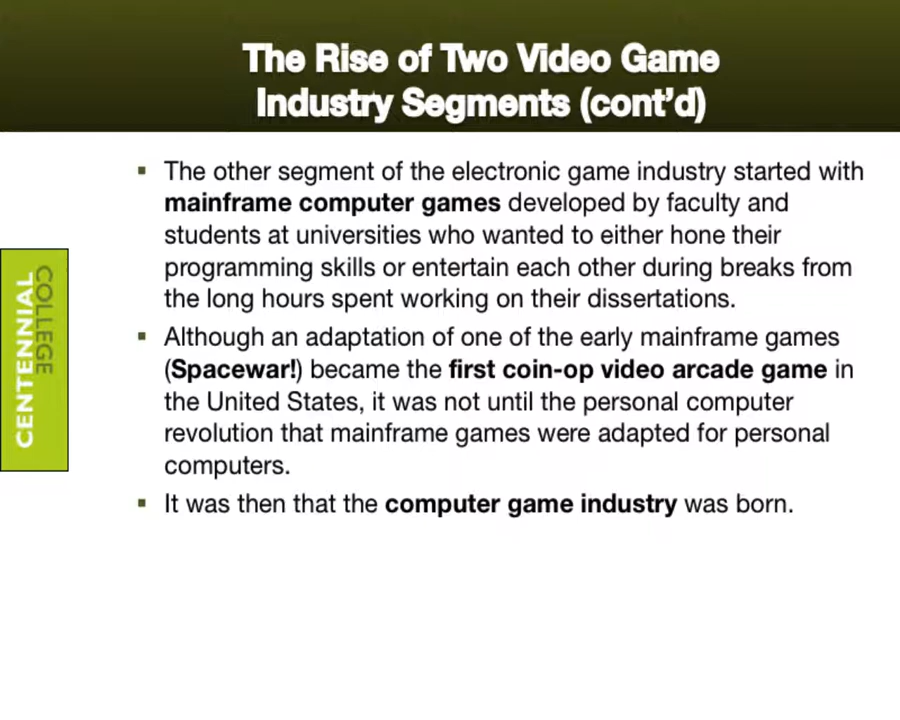 The Rise of Two Video Game
Industry Segments (cont'd)
▪ The other segment of the electronic game industry started with
mainframe computer games developed by faculty and
students at universities who wanted to either hone their
programming skills or entertain each other during breaks from
the long hours spent working on their dissertations.
▪ Although an adaptation of one of the early mainframe games
(Spacewar!) became the first coin-op video arcade game in
the United States, it was not until the personal computer
revolution that mainframe games were adapted for personal
computers.
▪ It was then that the computer game industry was born.
CENTENNIAL
COLLEGE